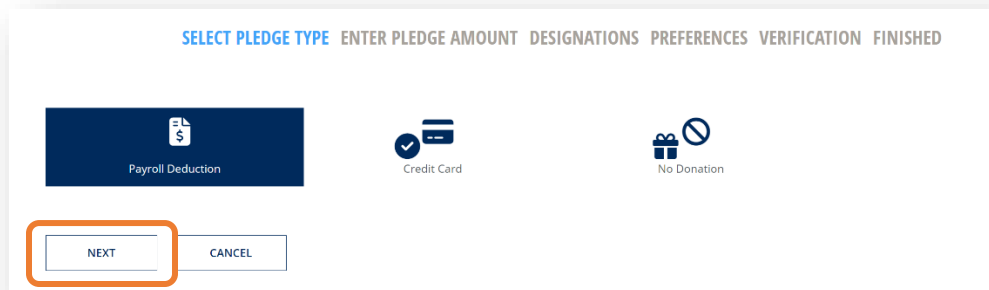 SELECT PLEDGE TYPE ENTER PLEDGE AMOUNT DESIGNATIONS PREFERENCES VERIFICATION FINISHED
$
Payroll Deduction Credit Card No Donation
NEXT CANCEL